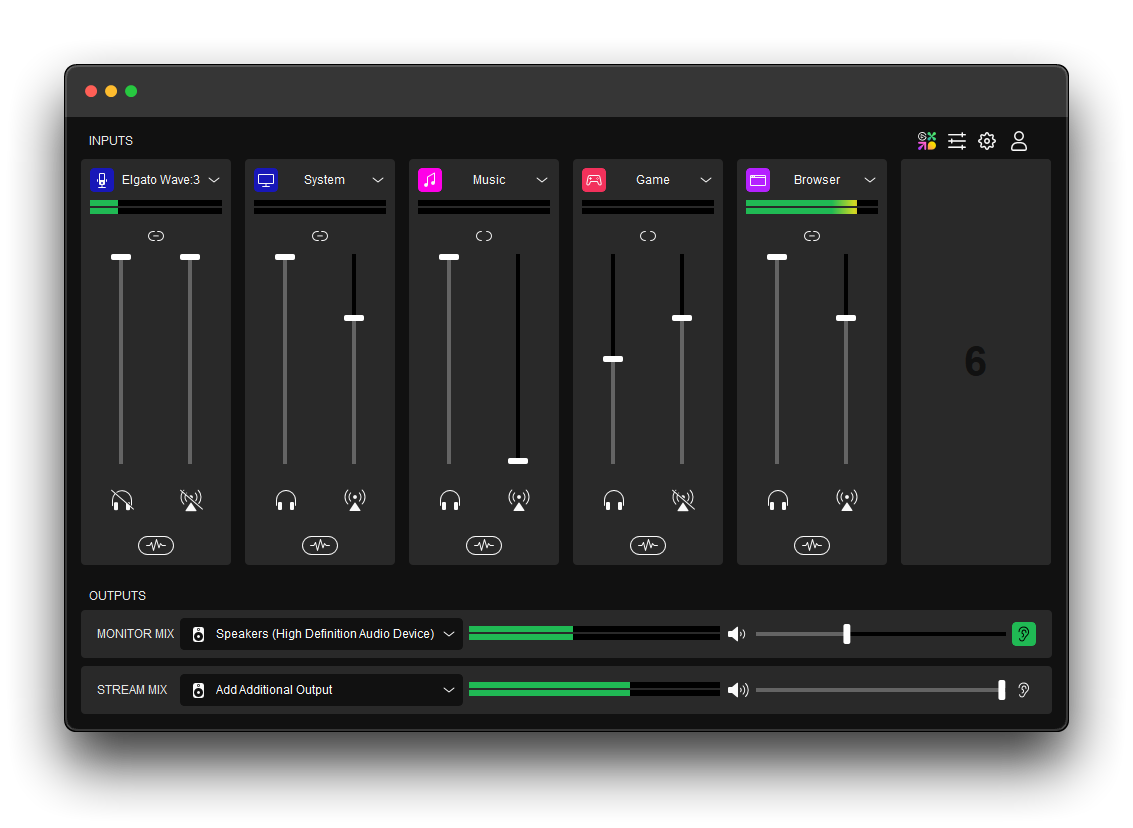 INPUTS
Elgato Wave:3
System
Music
Game
Browser
6
OUTPUTS
MONITOR MIX
Speakers (High Definition Audio Device)
STREAM MIX
Add Additional Output